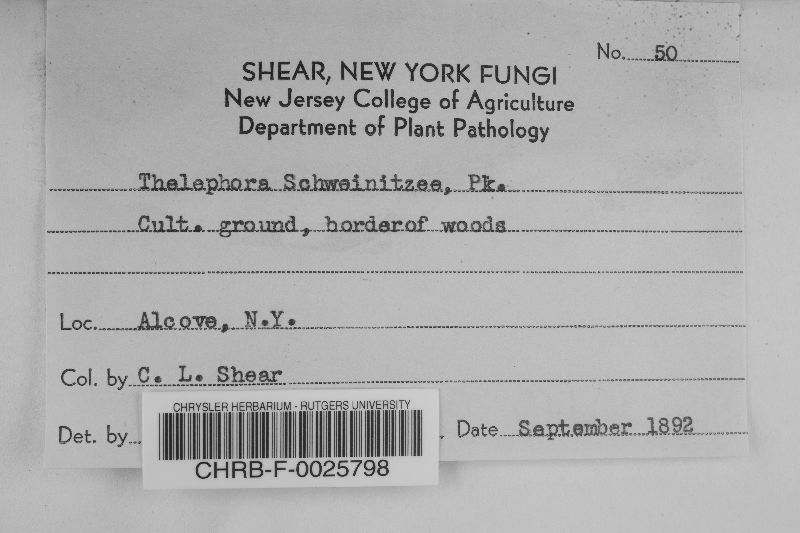 No. 50
SHEAR, NEW YORK FUNGI
New Jersey College of Agriculture
Department of Plant Pathology
Thelephora Schweinitzee, Pk.
Cult. ground, borderof woods
Loc. Alcove, N.Y.
Col. by C. L. Shear
Det. by Date September 1892
CHRYSLER HERBARIUM - RUTGERS UNIVERSITY
CHRB-F-0025798